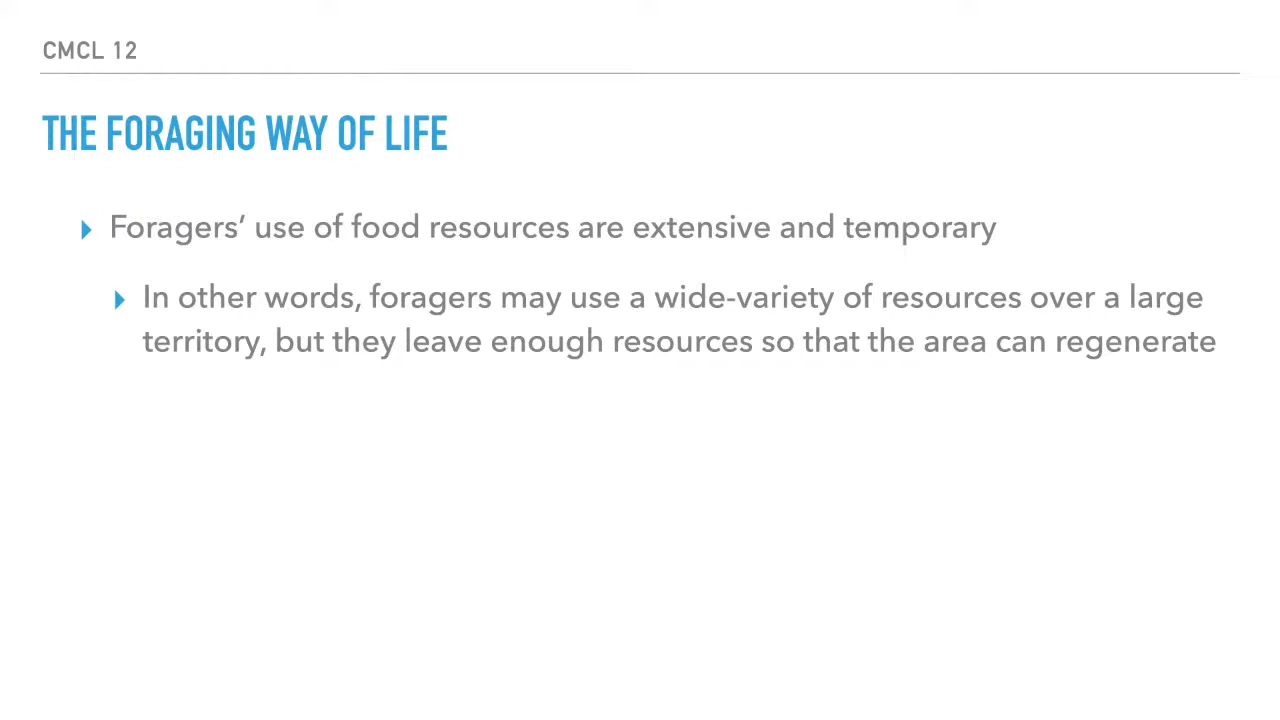 CMCL 12
THE FORAGING WAY OF LIFE
Foragers’ use of food resources are extensive and temporary
In other words, foragers may use a wide-variety of resources over a large
territory, but they leave enough resources so that the area can regenerate